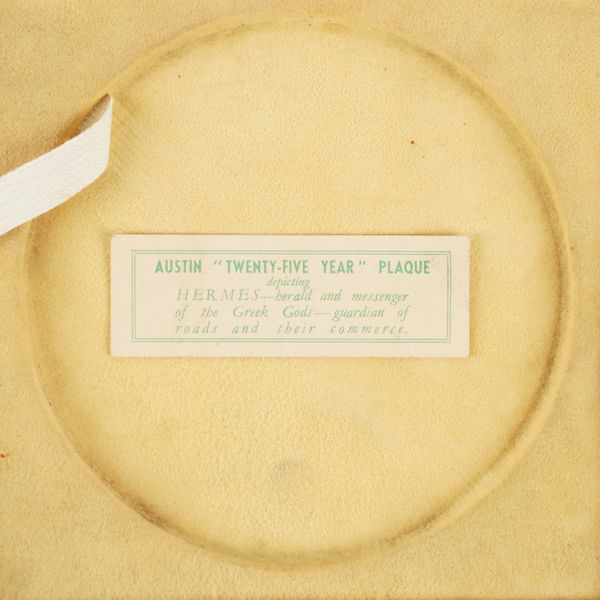 AUSTIN "TWENTY-FIVE YEAR" PLAQUE
depicting
HERMES—herald and messenger
of the Greek Gods—guardian of
roads and their commerce.